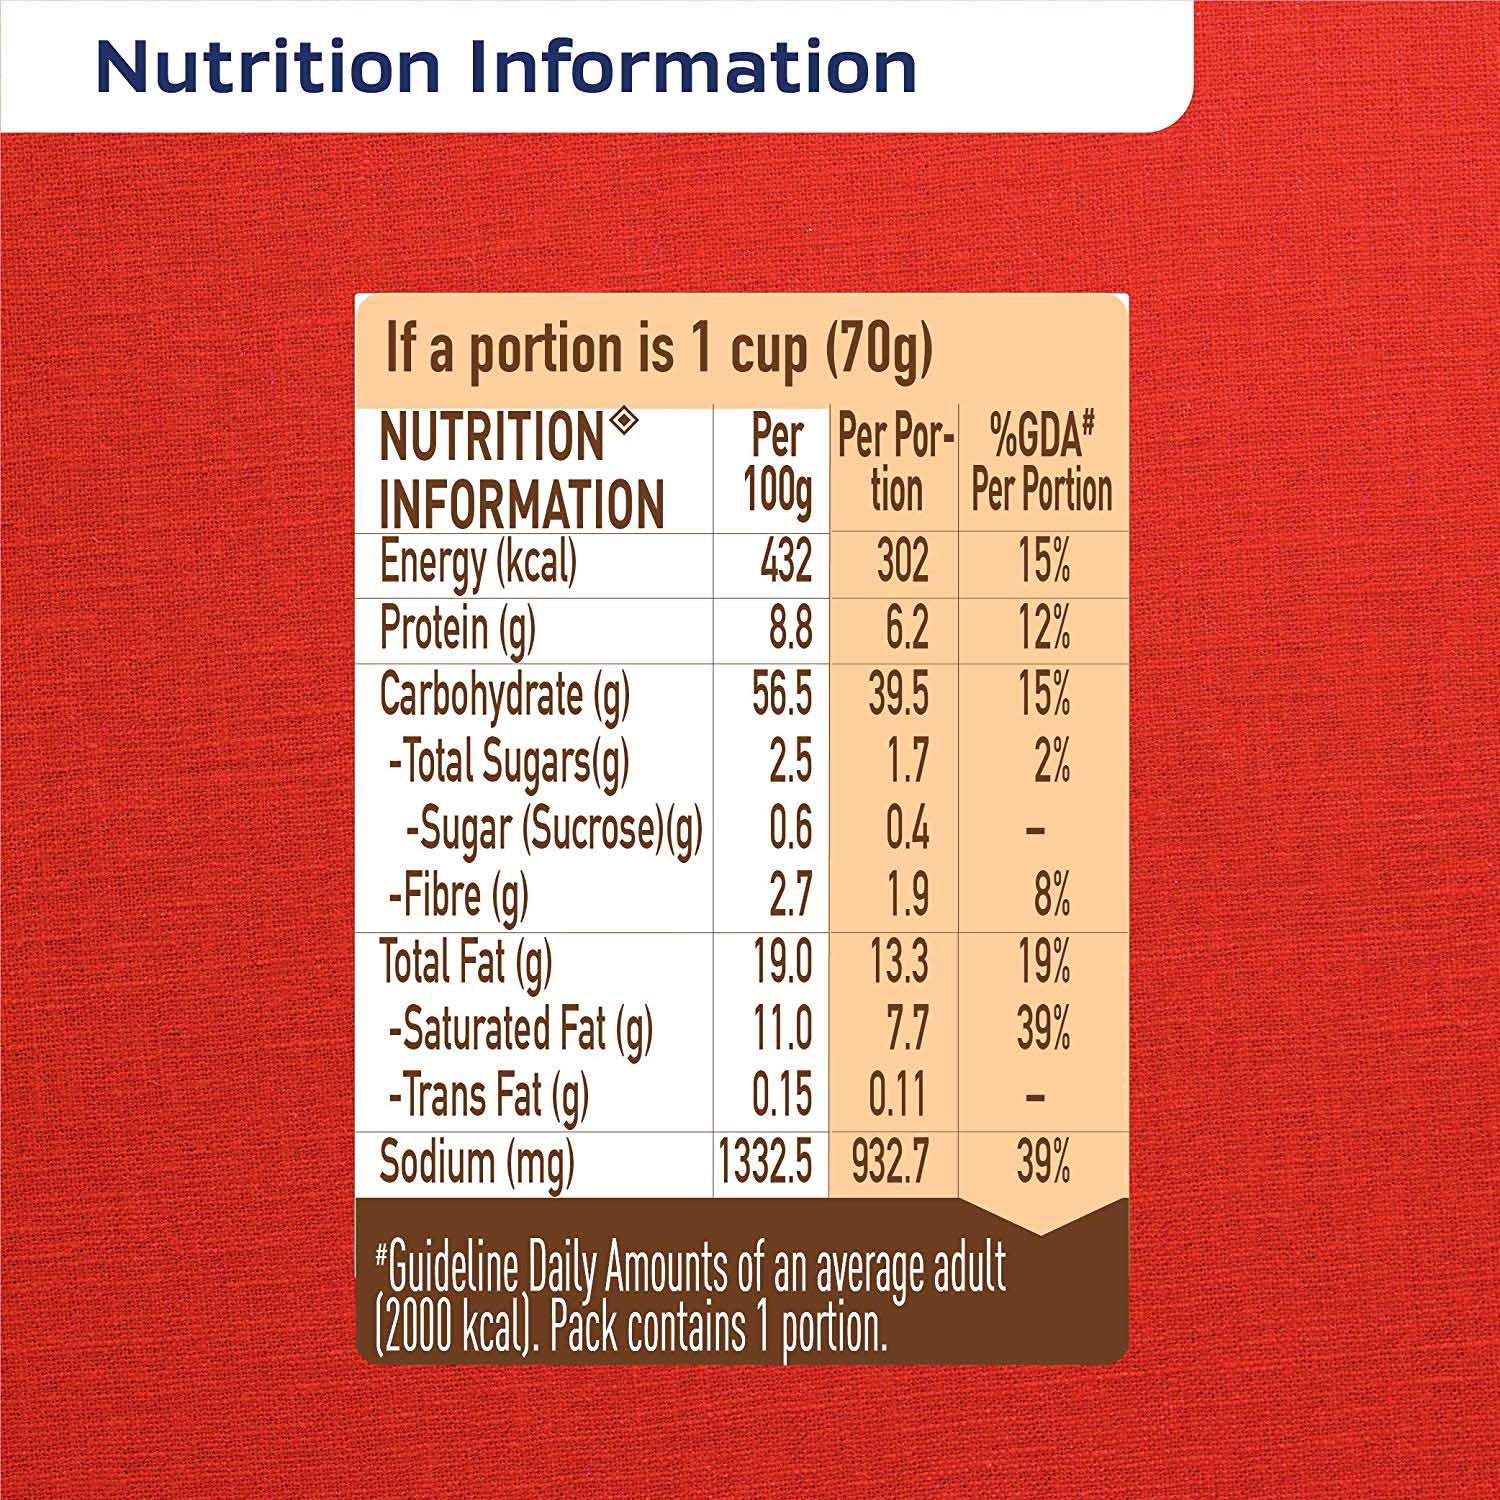 Nutrition Information
If a portion is 1 cup (70g)
NUTRITION INFORMATION Per 100g Per Por-tion %GDA# Per Portion
Energy (kcal) 432 302 15%
Protein (g) 8.8 6.2 12%
Carbohydrate (g) 56.5 39.5 15%
-Total Sugars(g) 2.5 1.7 2%
-Sugar (Sucrose)(g) 0.6 0.4 –
-Fibre (g) 2.7 1.9 8%
Total Fat (g) 19.0 13.3 19%
-Saturated Fat (g) 11.0 7.7 39%
-Trans Fat (g) 0.15 0.11 –
Sodium (mg) 1332.5 932.7 39%
#Guideline Daily Amounts of an average adult
(2000 kcal). Pack contains 1 portion.